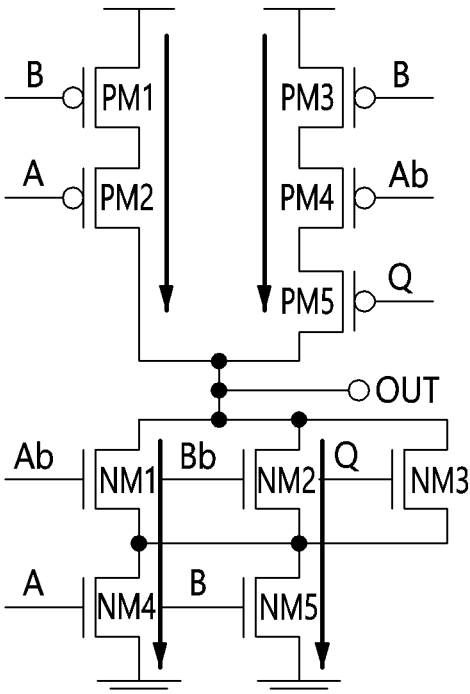 B PM1 PM3 B
A PM2 PM4 Ab
PM5 Q
OUT
Ab NM1 Bb NM2 Q NM3
A NM4 B NM5